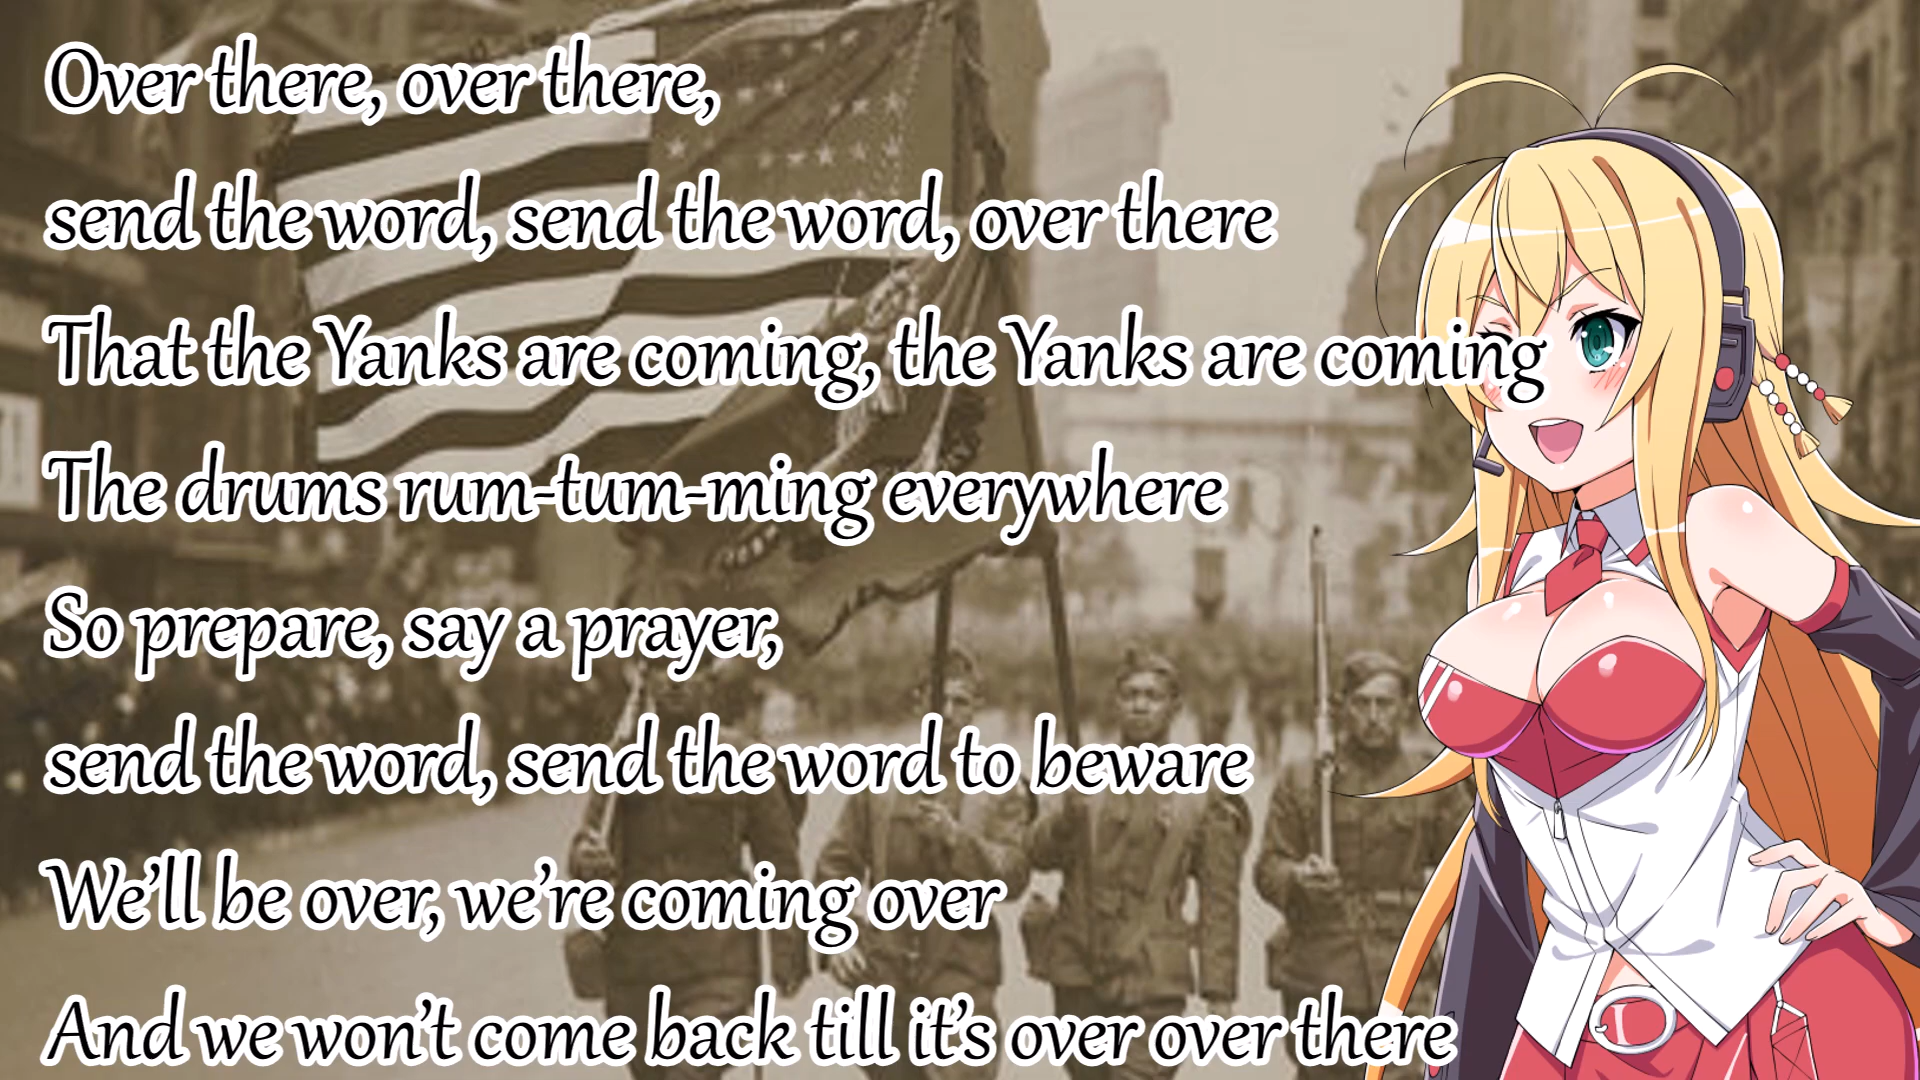 Over there, over there,
send the word, send the word, over there
That the Yanks are coming, the Yanks are coming
The drums rum-tum-ming everywhere
So prepare, say a prayer,
send the word, send the word to beware
We’ll be over, we’re coming over
And we won’t come back till it’s over over there